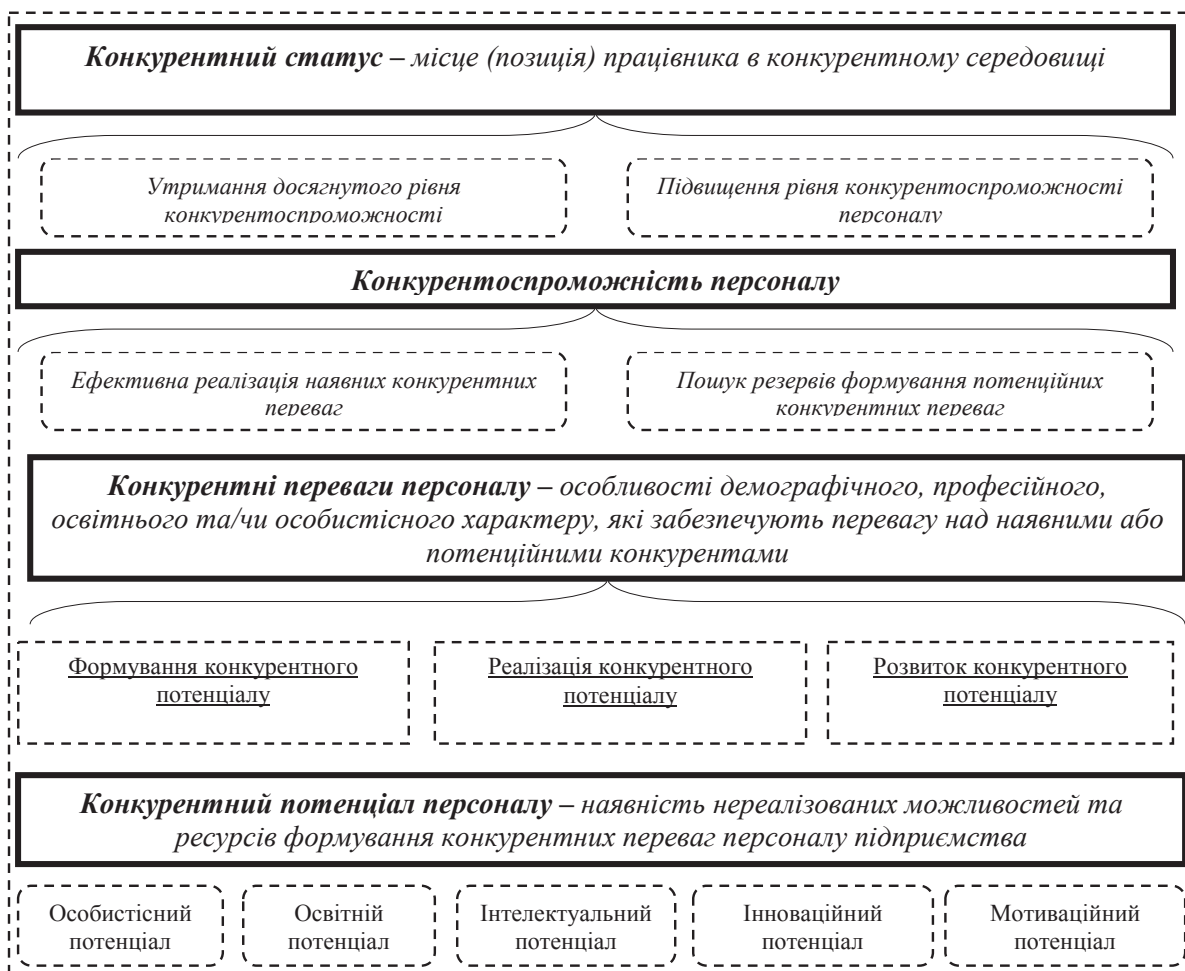 Конкурентний статус – місце (позиція) працівника в конкурентному середовищі
Утримання досягнутого рівня
конкурентоспроможності
Підвищення рівня конкурентоспроможності
персоналу
Конкурентоспроможність персоналу
Ефективна реалізація наявних конкурентних
переваг
Пошук резервів формування потенційних
конкурентних переваг
Конкурентні переваги персоналу – особливості демографічного, професійного,
освітнього та/чи особистісного характеру, які забезпечують перевагу над наявними або
потенційними конкурентами
Формування конкурентного
потенціалу
Реалізація конкурентного
потенціалу
Розвиток конкурентного
потенціалу
Конкурентний потенціал персоналу – наявність нереалізованих можливостей та
ресурсів формування конкурентних переваг персоналу підприємства
Особистісний
потенціал
Освітній
потенціал
Інтелектуальний
потенціал
Інноваційний
потенціал
Мотиваційний
потенціал